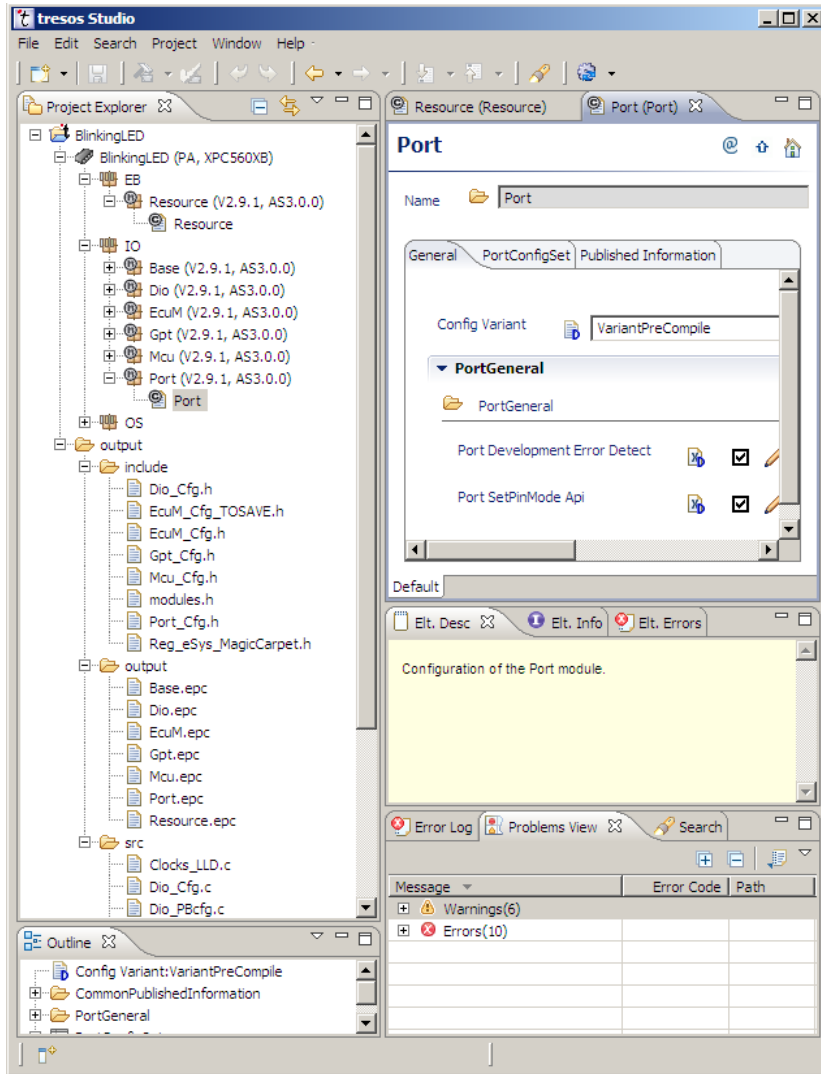 tresos Studio
File Edit Search Project Window Help
Project Explorer
BlinkingLED
BlinkingLED (PA, XPC560XB)
EB
Resource (V2.9.1, AS3.0.0)
Resource
IO
Base (V2.9.1, AS3.0.0)
Dio (V2.9.1, AS3.0.0)
EcuM (V2.9.1, AS3.0.0)
Gpt (V2.9.1, AS3.0.0)
Mcu (V2.9.1, AS3.0.0)
Port (V2.9.1, AS3.0.0)
Port
OS
output
include
Dio_Cfg.h
EcuM_Cfg_TOSAVE.h
EcuM_Cfg.h
Gpt_Cfg.h
Mcu_Cfg.h
modules.h
Port_Cfg.h
Reg_eSys_MagicCarpet.h
output
Base.epc
Dio.epc
EcuM.epc
Gpt.epc
Mcu.epc
Port.epc
Resource.epc
src
Clocks_LLD.c
Dio_Cfg.c
Dio_PBcfg.c
Outline
Config Variant:VariantPreCompile
CommonPublishedInformation
PortGeneral
Resource (Resource) Port (Port)
Port
Name Port
General PortConfigSet Published Information
Config Variant VariantPreCompile
PortGeneral
PortGeneral
Port Development Error Detect
Port SetPinMode Api
Default
Elt. Desc Elt. Info Elt. Errors
Configuration of the Port module.
Error Log Problems View Search
Message Error Code Path
Warnings(6)
Errors(10)